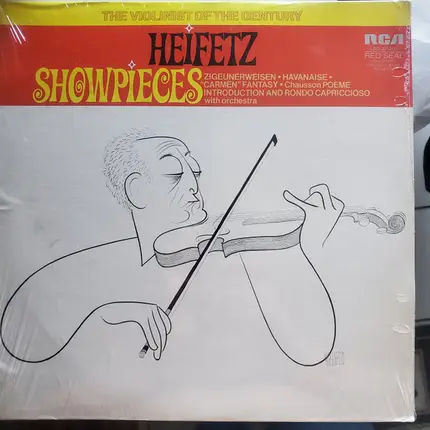 THE VIOLINIST OF THE CENTURY
HEIFETZ
SHOWPIECES
ZIGEUNERWEISEN • HAVANAISE •
"CARMEN" FANTASY • Chausson POEME
INTRODUCTION AND RONDO CAPRICCIOSO
with orchestra
RCA
RED SEAL